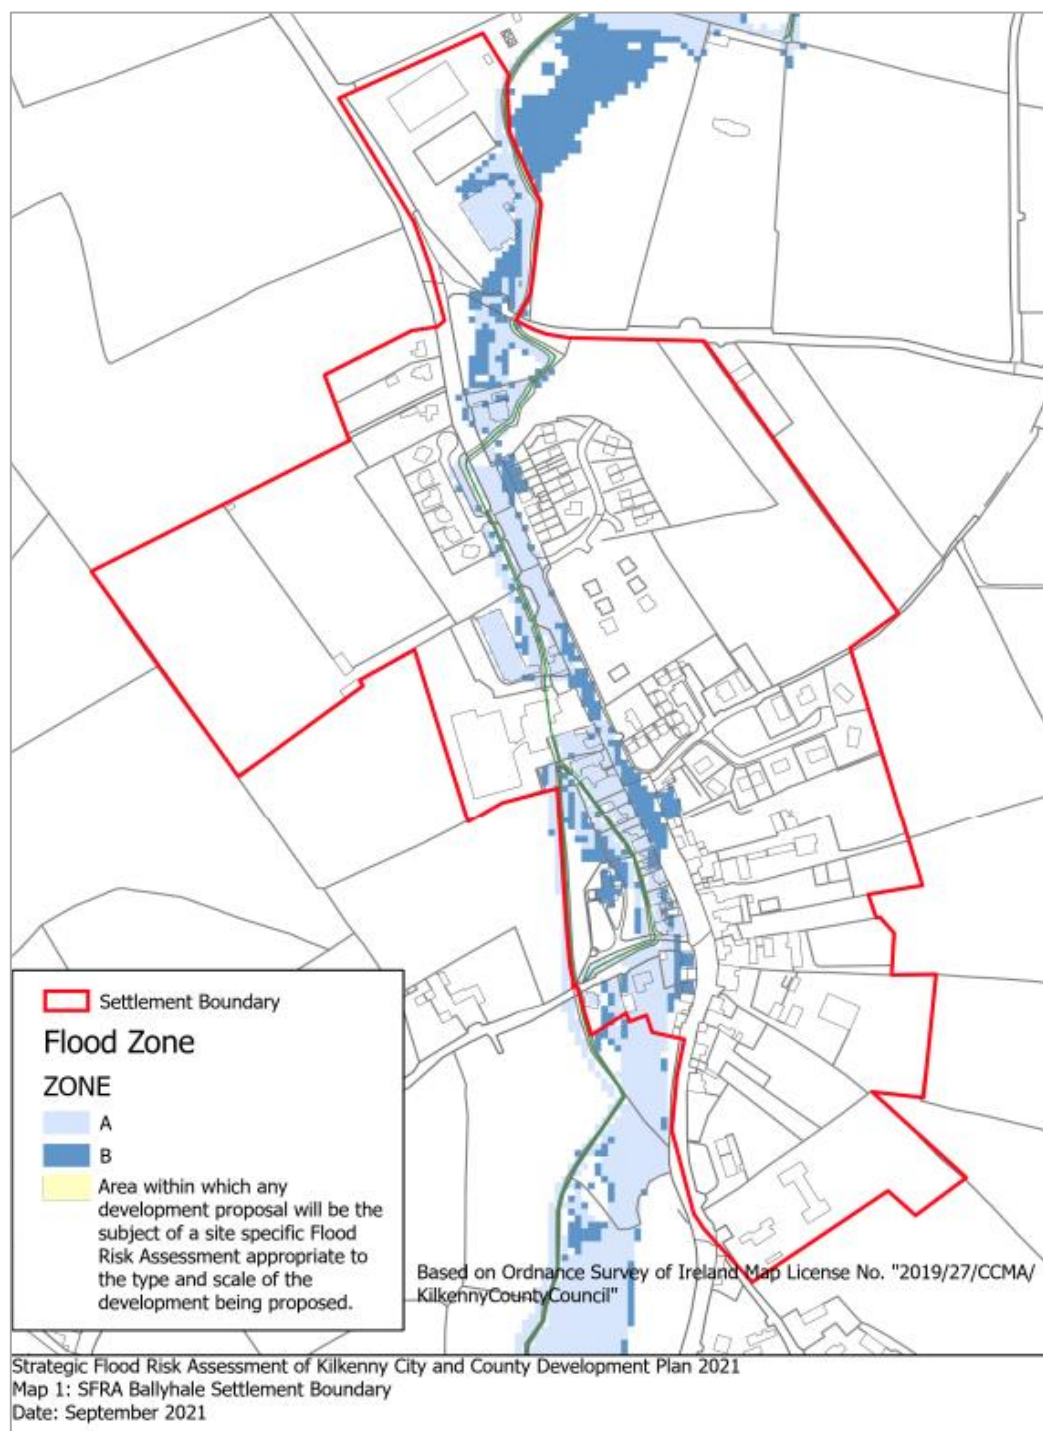 Settlement Boundary
Flood Zone
ZONE
A
B
Area within which any
development proposal will be the
subject of a site specific Flood
Risk Assessment appropriate to
the type and scale of the
development being proposed.
Based on Ordnance Survey of Ireland Map License No. "2019/27/CCMA/
KilkennyCountyCouncil"
Strategic Flood Risk Assessment of Kilkenny City and County Development Plan 2021
Map 1: SFRA Ballyhale Settlement Boundary
Date: September 2021